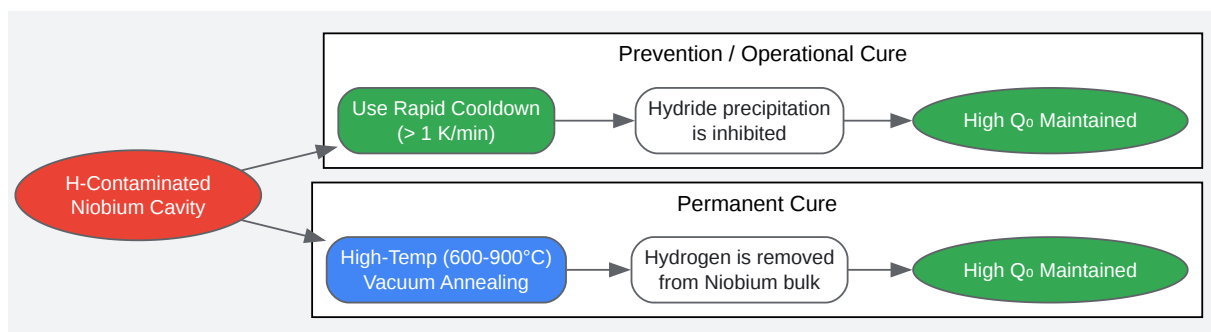 Prevention / Operational Cure
Use Rapid Cooldown
(> 1 K/min)
Hydride precipitation
is inhibited
High Q₀ Maintained
H-Contaminated
Niobium Cavity
Permanent Cure
High-Temp (600-900°C)
Vacuum Annealing
Hydrogen is removed
from Niobium bulk
High Q₀ Maintained